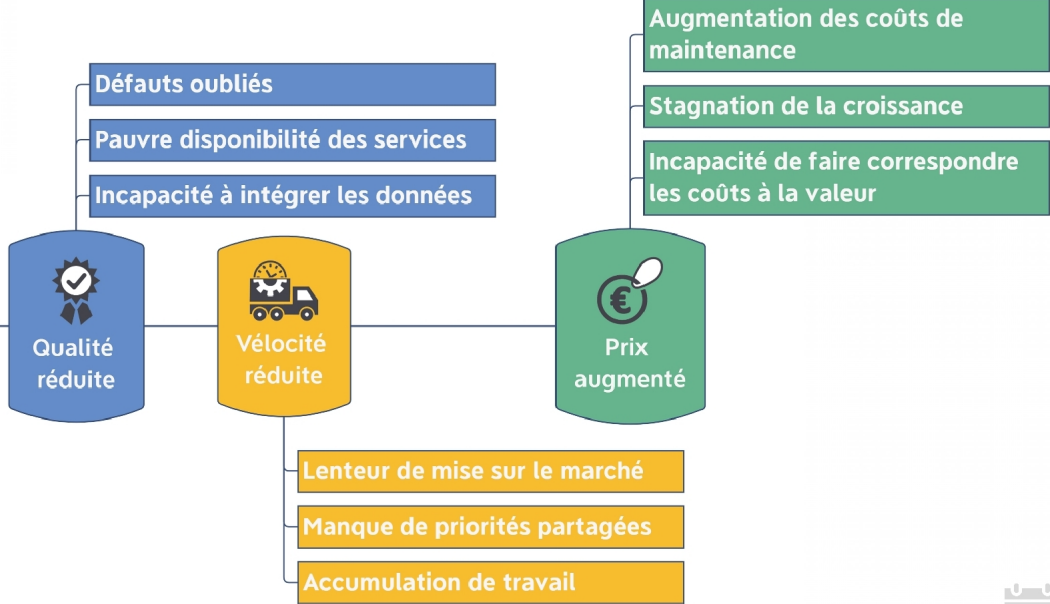 Défauts oubliés
Pauvre disponibilité des services
Incapacité à intégrer les données
Qualité
réduite
Vélocité
réduite
Lenteur de mise sur le marché
Manque de priorités partagées
Accumulation de travail
Augmentation des coûts de
maintenance
Stagnation de la croissance
Incapacité de faire correspondre
les coûts à la valeur
€
Prix
augmenté